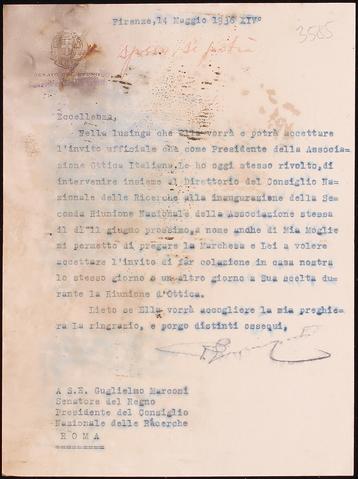 Firenze, 14 Maggio 1936 XIV°
3585
SENATO DEL REGNO
Eccellenza,
Nella lusinga che Ella vorrà e potrà accettare
l'invito ufficiale che come Presidente della Associa=
zione Ottica Italiana Le ho oggi stesso rivolto, di
intervenire insieme al Direttorio del Consiglio Na=
zionale delle Ricerche alla inaugurazione della Se=
conda Riunione Nazionale della Associazione stessa
il dì 11 giugno prossimo, a nome anche di Mia Moglie
mi permetto di pregare la Marchesa e Lei a volere
accettare l'invito di far colazione in casa nostra
lo stesso giorno o un altro giorno a Sua scelta du=
rante la Riunione d'Ottica.
Lieto se Ella vorrà accogliere la mia preghie=
ra La ringrazio, e porgo distinti ossequi,
A S.E. Guglielmo Marconi
Senatore del Regno
Presidente del Consiglio
Nazionale delle Ricerche
R O M A